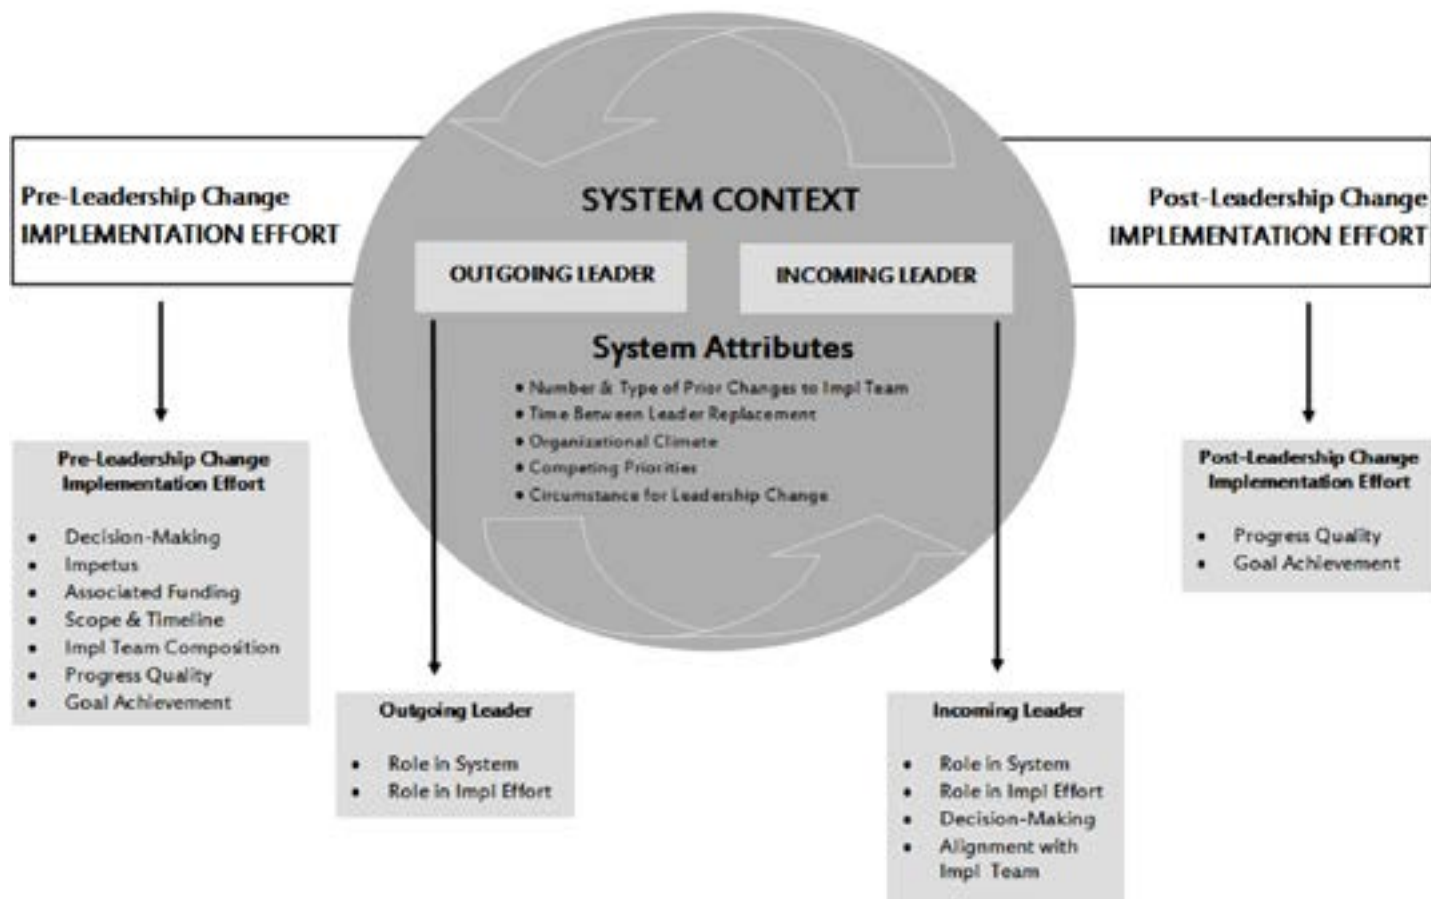 SYSTEM CONTEXT
Pre-Leadership Change
IMPLEMENTATION EFFORT
Post-Leadership Change
IMPLEMENTATION EFFORT
OUTGOING LEADER
INCOMING LEADER
System Attributes
• Number & Type of Prior Changes to Impl Team
• Time Between Leader Replacement
• Organizational Climate
• Competing Priorities
• Circumstance for Leadership Change
Pre-Leadership Change
Implementation Effort
• Decision-Making
• Impetus
• Associated Funding
• Scope & Timeline
• Impl Team Composition
• Progress Quality
• Goal Achievement
Outgoing Leader
• Role in System
• Role in Impl Effort
Incoming Leader
• Role in System
• Role in Impl Effort
• Decision-Making
• Alignment with
Impl Team
Post-Leadership Change
Implementation Effort
• Progress Quality
• Goal Achievement